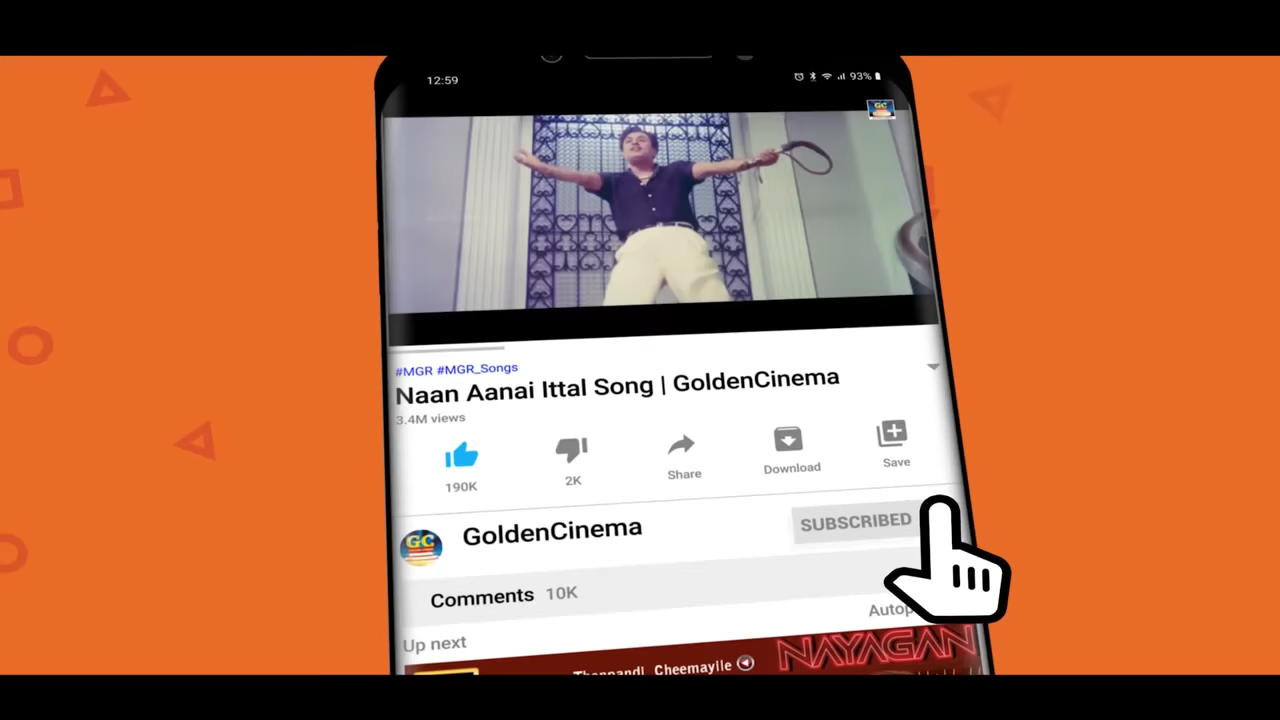 12:59
93%
GC
#MGR #MGR_Songs
Naan Aanai Ittal Song | GoldenCinema
3.4M views
190K
2K
Share
Download
Save
GC
GoldenCinema
SUBSCRIBED
Comments 10K
Up next
Cheemayile
NAYAGAN